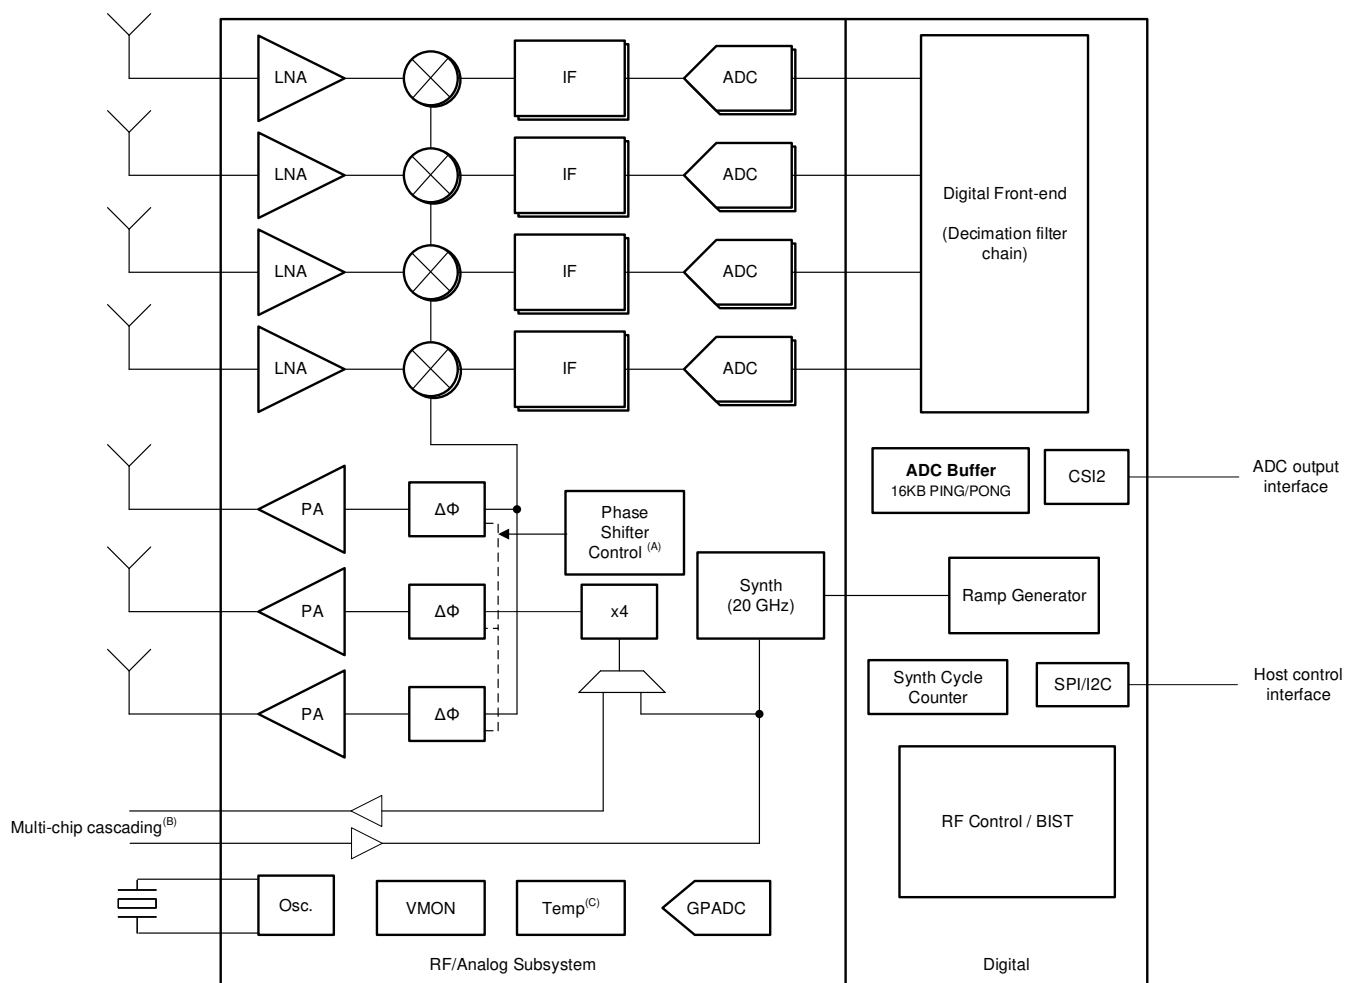 LNA
IF
ADC
LNA
IF
ADC
LNA
IF
ADC
LNA
IF
ADC
Digital Front-end
(Decimation filter
chain)
PA
ΔΦ
Phase
Shifter
Control (A)
ADC Buffer
16KB PING/PONG
CSI2
ADC output
interface
PA
ΔΦ
x4
Synth
(20 GHz)
Ramp Generator
PA
ΔΦ
Synth Cycle
Counter
SPI/I2C
Host control
interface
Multi-chip cascading(B)
RF Control / BIST
Osc.
VMON
Temp(C)
GPADC
RF/Analog Subsystem
Digital